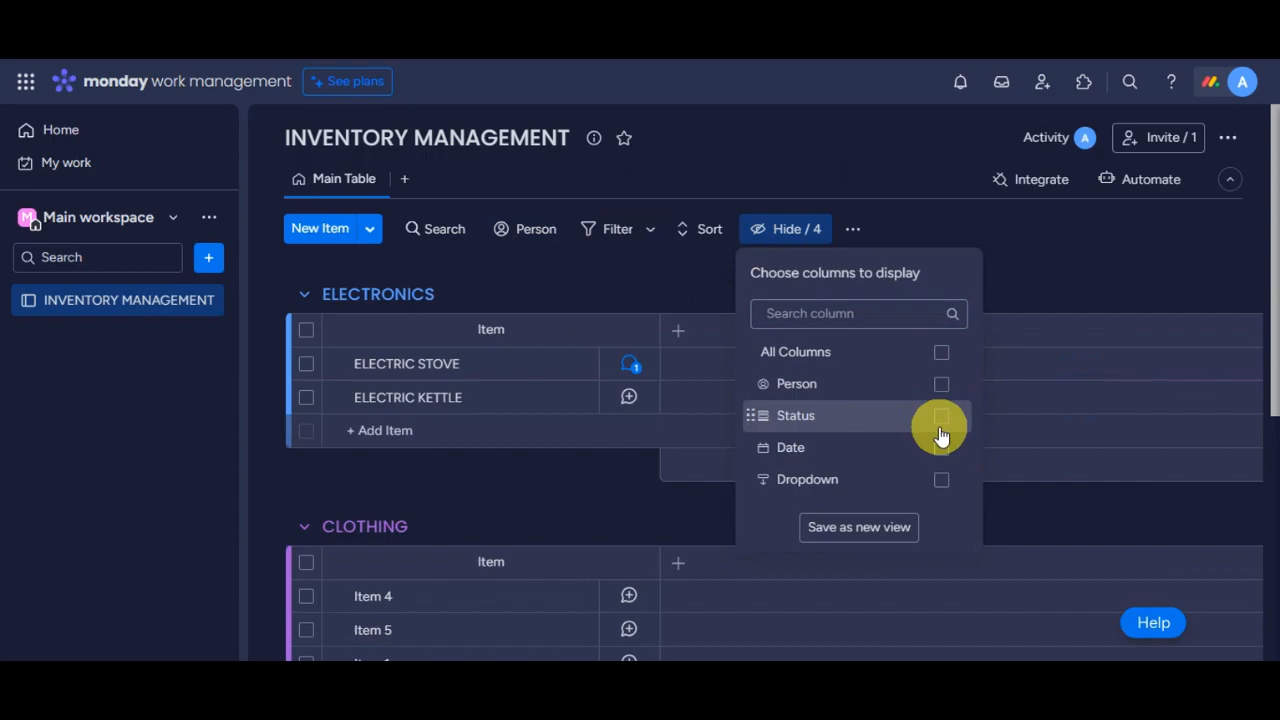 monday work management
See plans
A
Home
My work
M Main workspace
Search
INVENTORY MANAGEMENT
INVENTORY MANAGEMENT
Activity A
Invite / 1
Main Table
Integrate
Automate
New Item
Search
Person
Filter
Sort
Hide / 4
Choose columns to display
Search column
All Columns
Person
Status
Date
Dropdown
Save as new view
ELECTRONICS
Item
ELECTRIC STOVE
1
ELECTRIC KETTLE
+ Add Item
CLOTHING
Item
Item 4
Item 5
Help